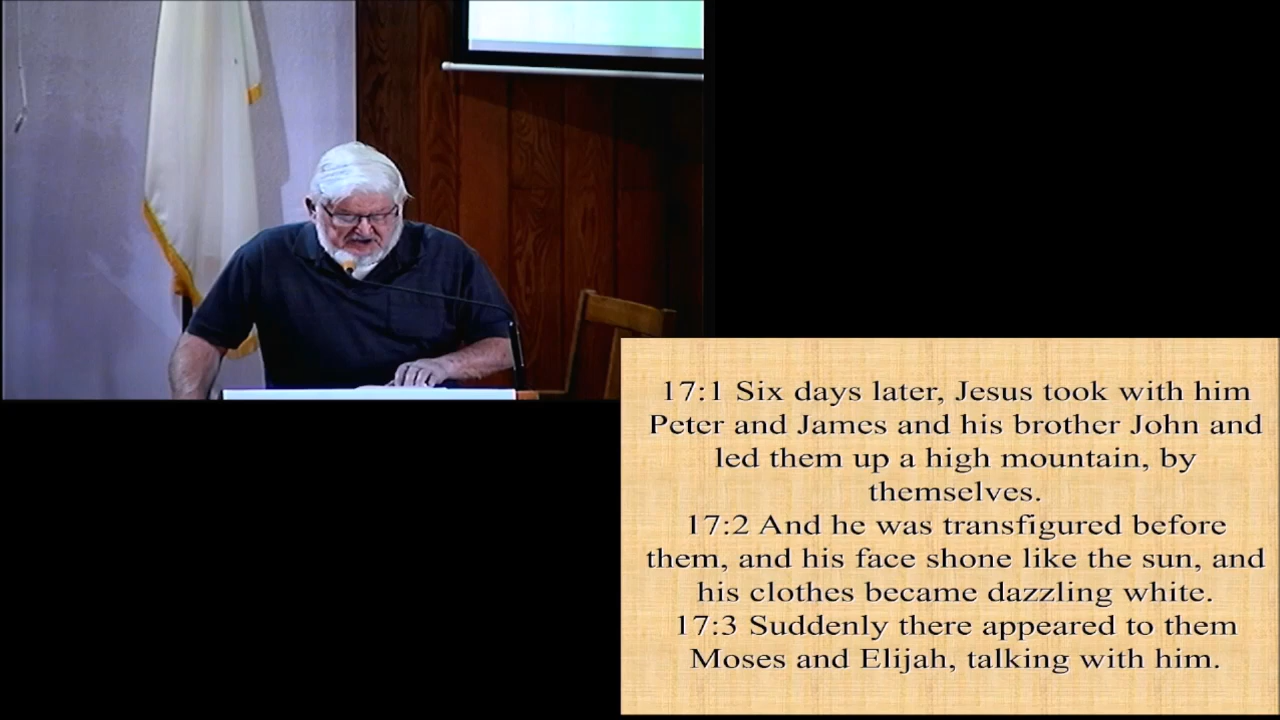 17:1 Six days later, Jesus took with him
Peter and James and his brother John and
led them up a high mountain, by
themselves.
17:2 And he was transfigured before
them, and his face shone like the sun, and
his clothes became dazzling white.
17:3 Suddenly there appeared to them
Moses and Elijah, talking with him.